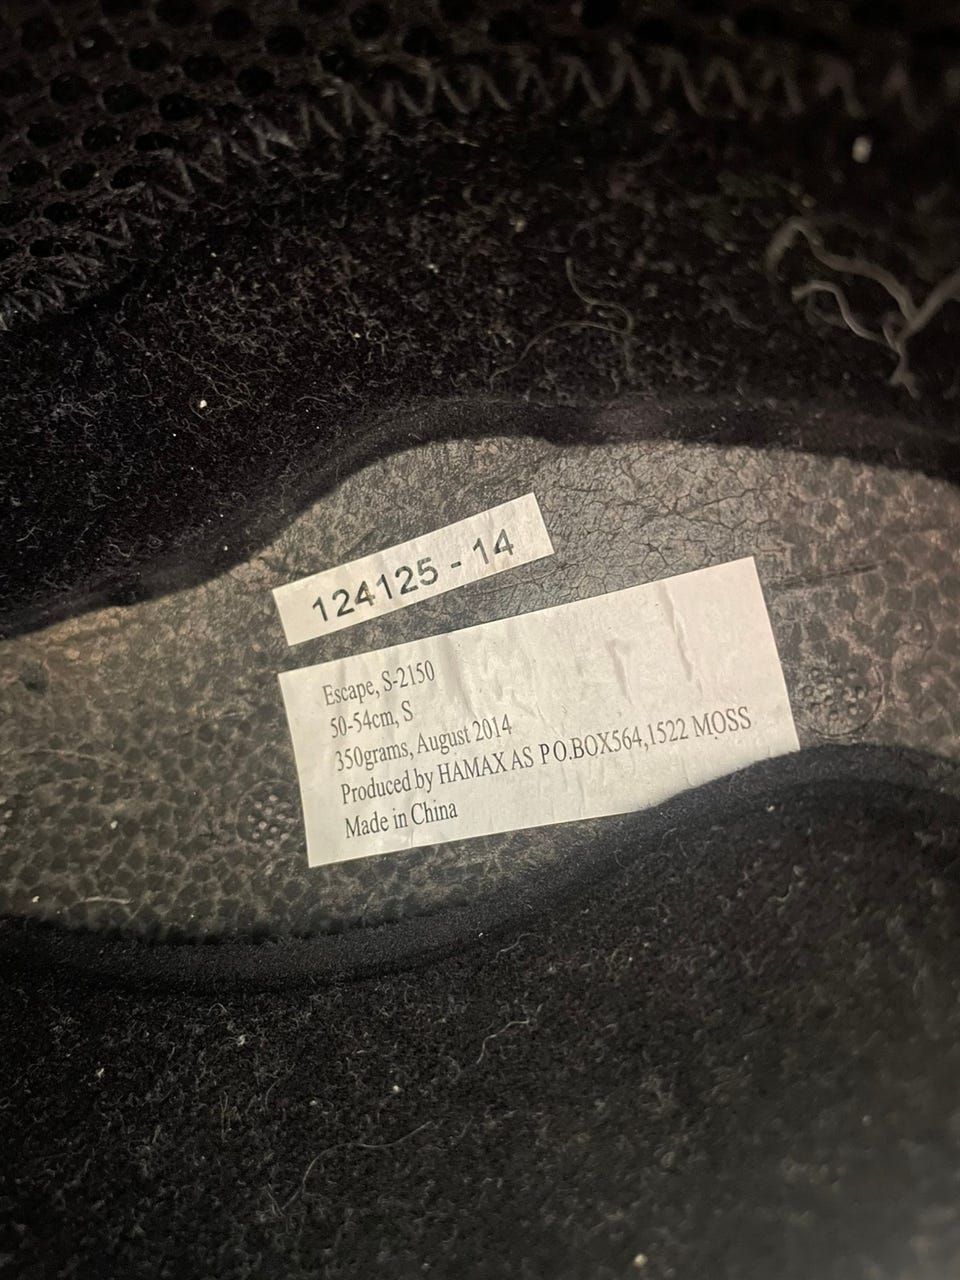 124125 - 14
Escape, S-2150
50-54cm, S
350grams, August 2014
Produced by HAMAX AS P.O.BOX564,1522 MOSS
Made in China